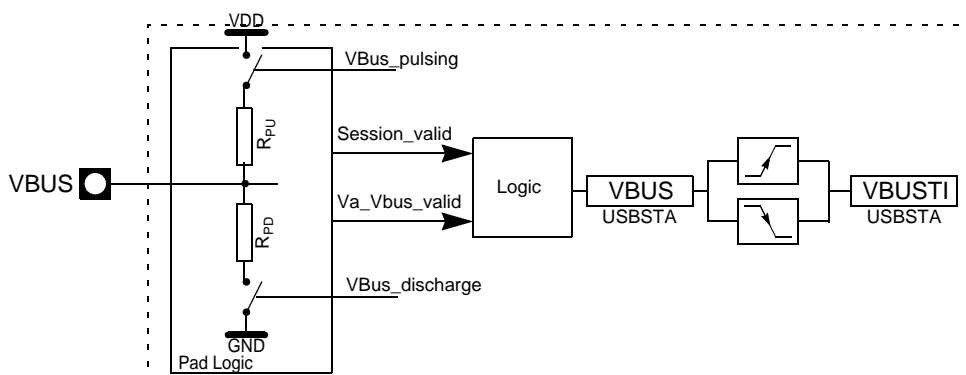 VDD
VBus_pulsing
RPU
Session_valid
VBUS
Logic
VBUS
VBUSTI
USBSTA
USBSTA
Va_Vbus_valid
RPD
VBus_discharge
GND
Pad Logic